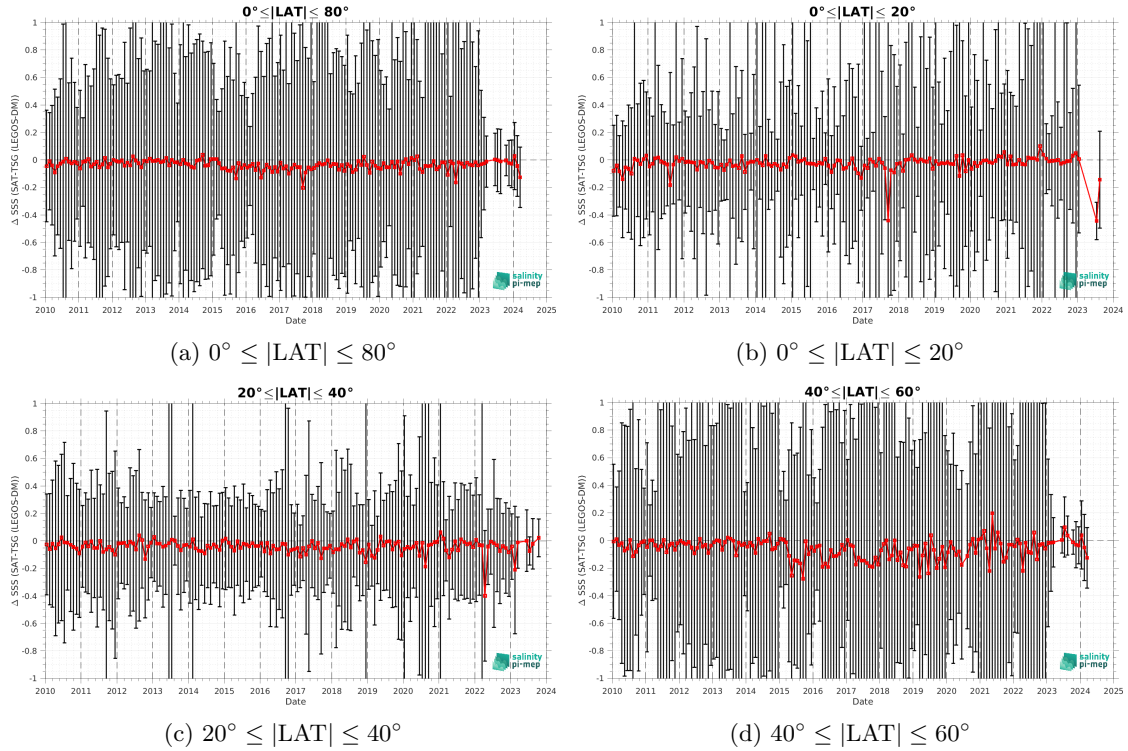 0°≤|LAT|≤ 80°
Δ SSS (SAT-TSG (LEGOS-DM))
1
0.8
0.6
0.4
0.2
0
-0.2
-0.4
-0.6
-0.8
-1
2010 2011 2012 2013 2014 2015 2016 2017 2018 2019 2020 2021 2022 2023 2024 2025
Date
salinity
pi-mep
(a) 0° ≤ |LAT| ≤ 80°
0°≤|LAT|≤ 20°
Δ SSS (SAT-TSG (LEGOS-DM))
1
0.8
0.6
0.4
0.2
0
-0.2
-0.4
-0.6
-0.8
-1
2010 2011 2012 2013 2014 2015 2016 2017 2018 2019 2020 2021 2022 2023 2024
Date
salinity
pi-mep
(b) 0° ≤ |LAT| ≤ 20°
20°≤|LAT|≤ 40°
Δ SSS (SAT-TSG (LEGOS-DM))
1
0.8
0.6
0.4
0.2
0
-0.2
-0.4
-0.6
-0.8
-1
2010 2011 2012 2013 2014 2015 2016 2017 2018 2019 2020 2021 2022 2023 2024
Date
salinity
pi-mep
(c) 20° ≤ |LAT| ≤ 40°
40°≤|LAT|≤ 60°
Δ SSS (SAT-TSG (LEGOS-DM))
1
0.8
0.6
0.4
0.2
0
-0.2
-0.4
-0.6
-0.8
-1
2010 2011 2012 2013 2014 2015 2016 2017 2018 2019 2020 2021 2022 2023 2024 2025
Date
salinity
pi-mep
(d) 40° ≤ |LAT| ≤ 60°